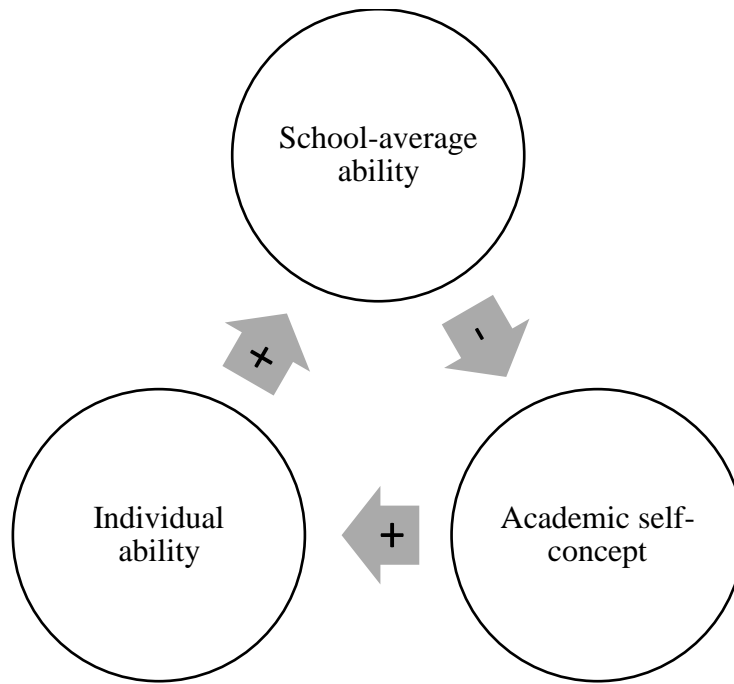 School-average
ability
-
+
Individual
ability
+
Academic self-
concept